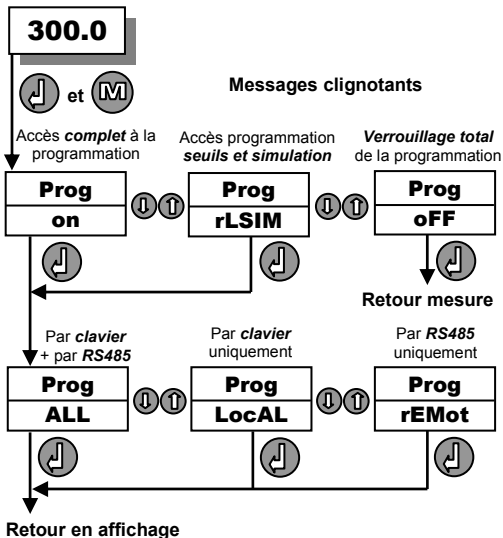 300.0
et M
Messages clignotants
Accès complet à la
programmation
Accès programmation
seuils et simulation
Verrouillage total
de la programmation
Prog
on
Prog
rLSIM
Prog
oFF
Retour mesure
Par clavier
+ par RS485
Par clavier
uniquement
Par RS485
uniquement
Prog
ALL
Prog
LocAL
Prog
rEMot
Retour en affichage